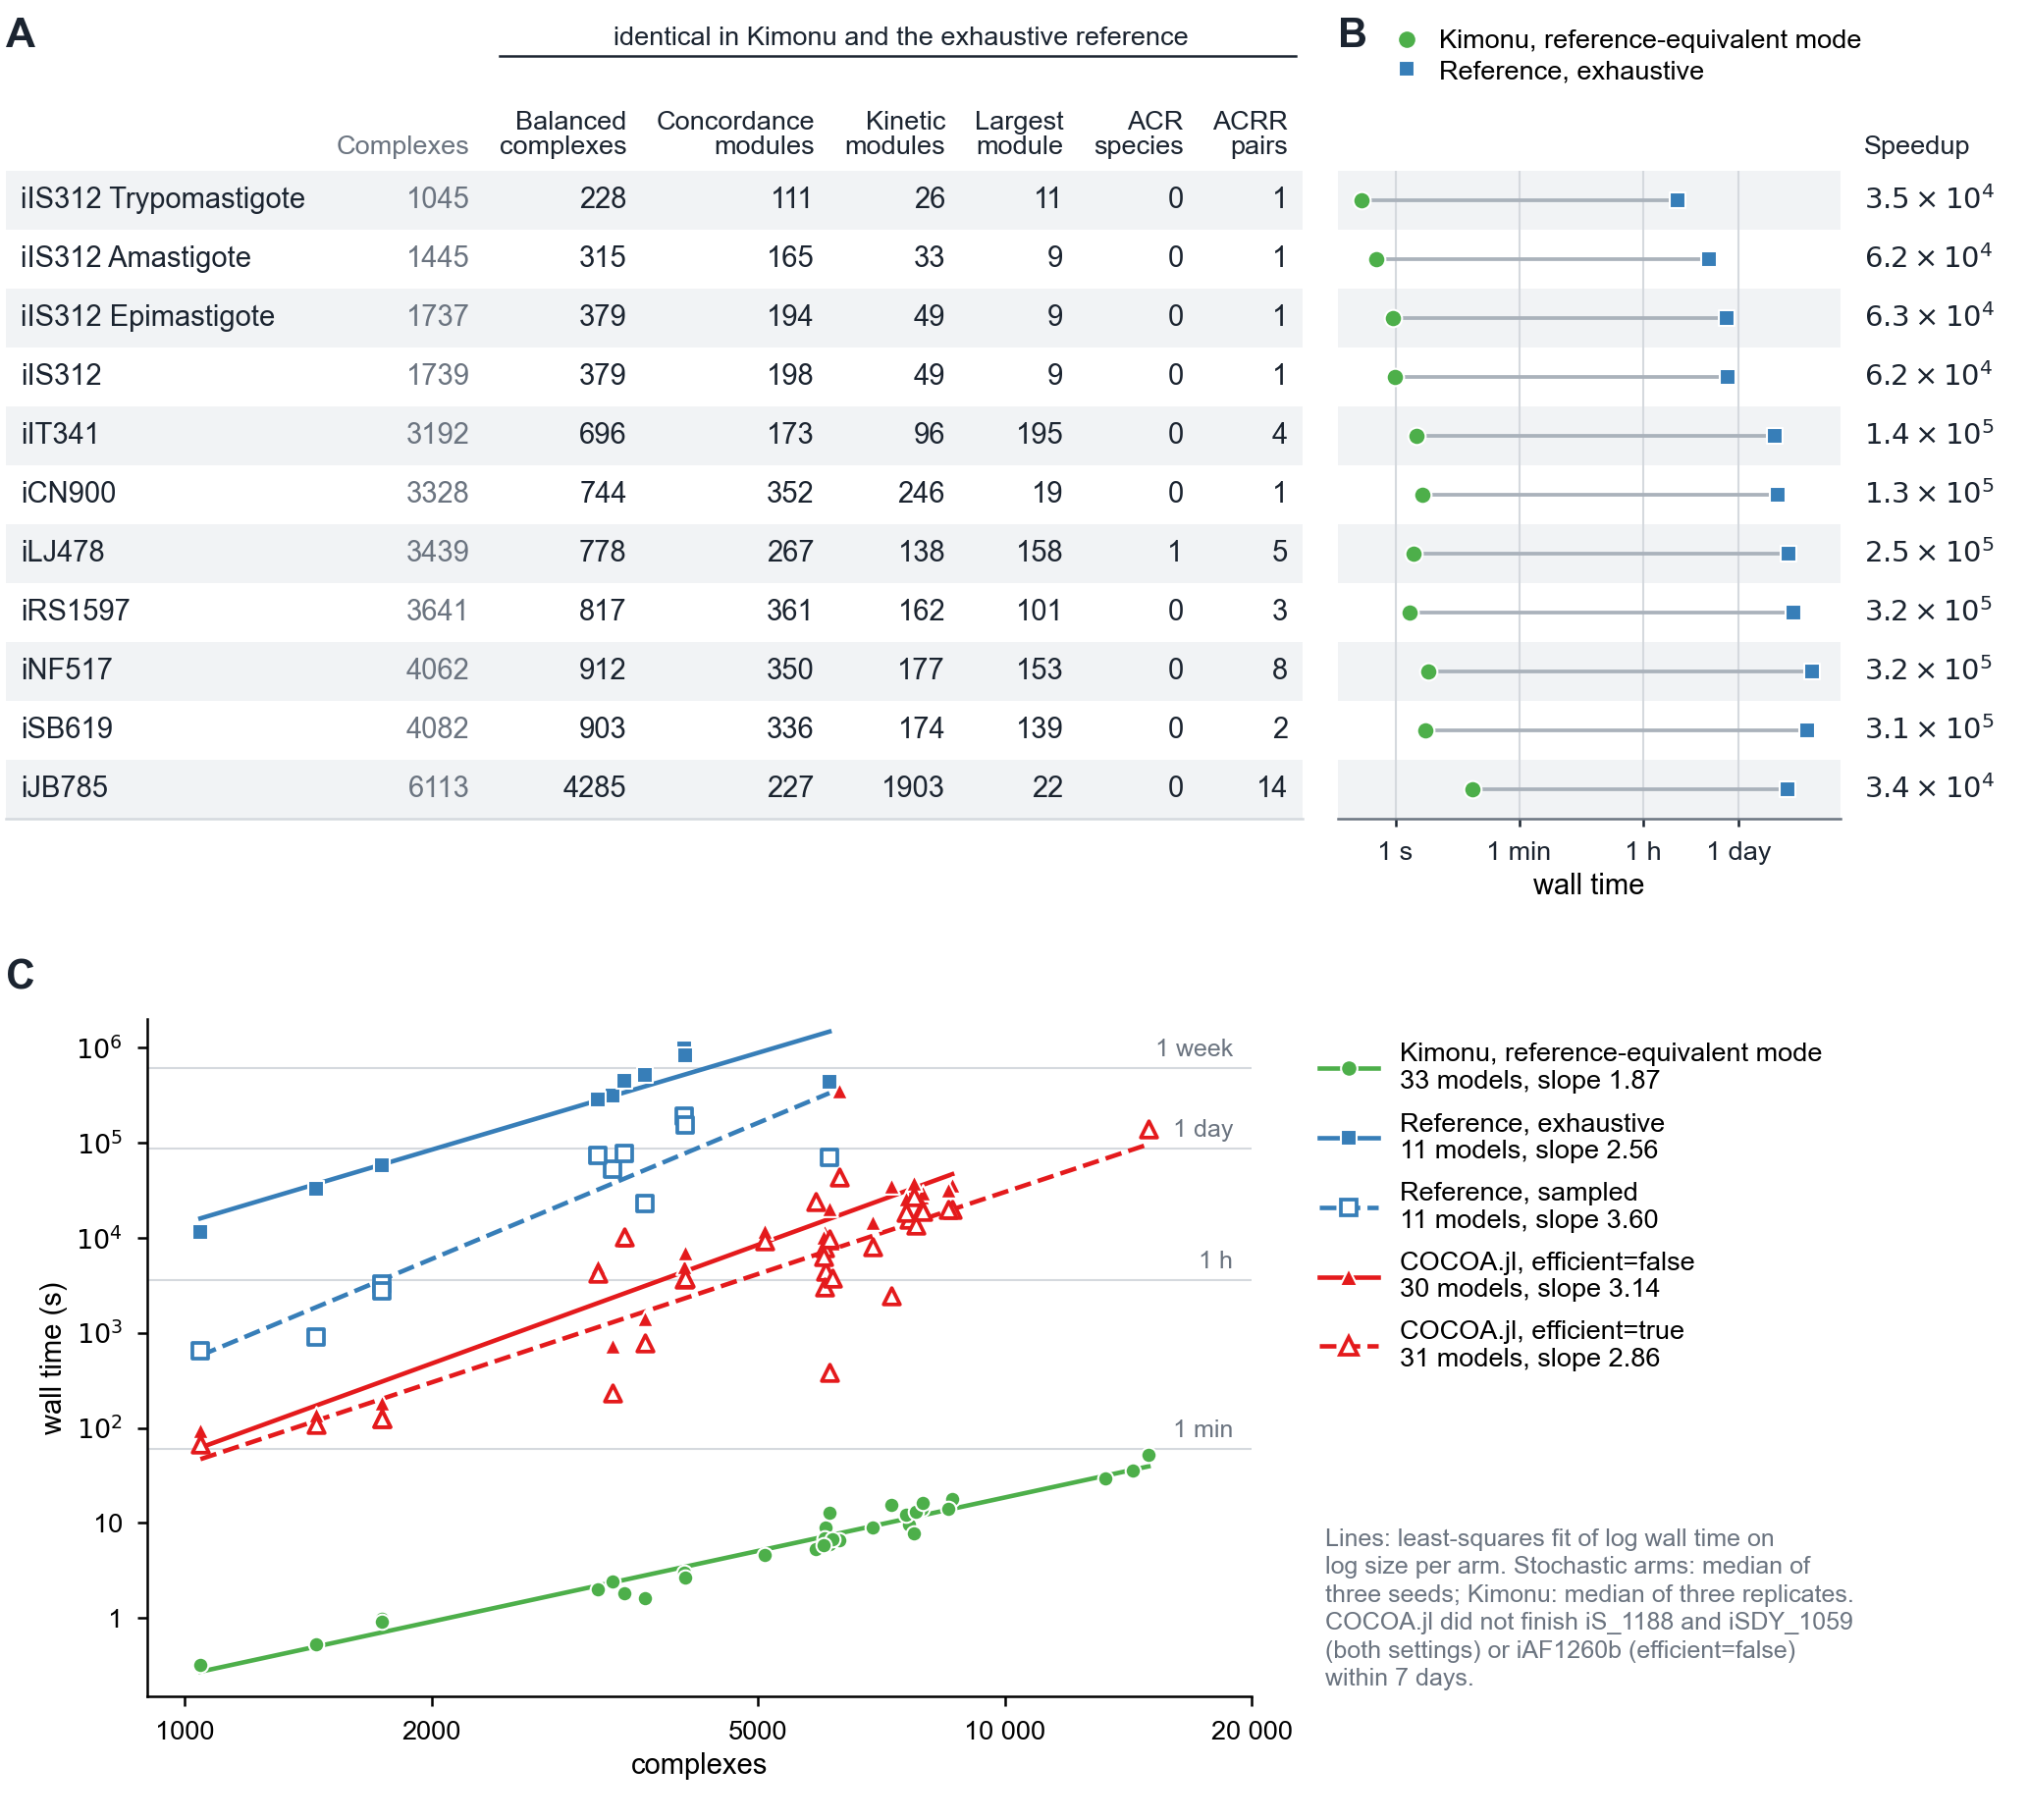 A
identical in Kimonu and the exhaustive reference
Complexes Balanced complexes Concordance modules Kinetic modules Largest module ACR species ACRR pairs
iIS312 Trypomastigote 1045 228 111 26 11 0 1
iIS312 Amastigote 1445 315 165 33 9 0 1
iIS312 Epimastigote 1737 379 194 49 9 0 1
iIS312 1739 379 198 49 9 0 1
iIT341 3192 696 173 96 195 0 4
iCN900 3328 744 352 246 19 0 1
iLJ478 3439 778 267 138 158 1 5
iRS1597 3641 817 361 162 101 0 3
iNF517 4062 912 350 177 153 0 8
iSB619 4082 903 336 174 139 0 2
iJB785 6113 4285 227 1903 22 0 14
B
Kimonu, reference-equivalent mode
Reference, exhaustive
Speedup
3.5 × 10⁴
6.2 × 10⁴
6.3 × 10⁴
6.2 × 10⁴
1.4 × 10⁵
1.3 × 10⁵
2.5 × 10⁵
3.2 × 10⁵
3.2 × 10⁵
3.1 × 10⁵
3.4 × 10⁴
1 s 1 min 1 h 1 day
wall time
C
wall time (s)
10⁶
10⁵
10⁴
10³
10²
10
1
1 week
1 day
1 h
1 min
1000 2000 5000 10 000 20 000
complexes
Kimonu, reference-equivalent mode
33 models, slope 1.87
Reference, exhaustive
11 models, slope 2.56
Reference, sampled
11 models, slope 3.60
COCOA.jl, efficient=false
30 models, slope 3.14
COCOA.jl, efficient=true
31 models, slope 2.86
Lines: least-squares fit of log wall time on
log size per arm. Stochastic arms: median of
three seeds; Kimonu: median of three replicates.
COCOA.jl did not finish iS_1188 and iSDY_1059
(both settings) or iAF1260b (efficient=false)
within 7 days.